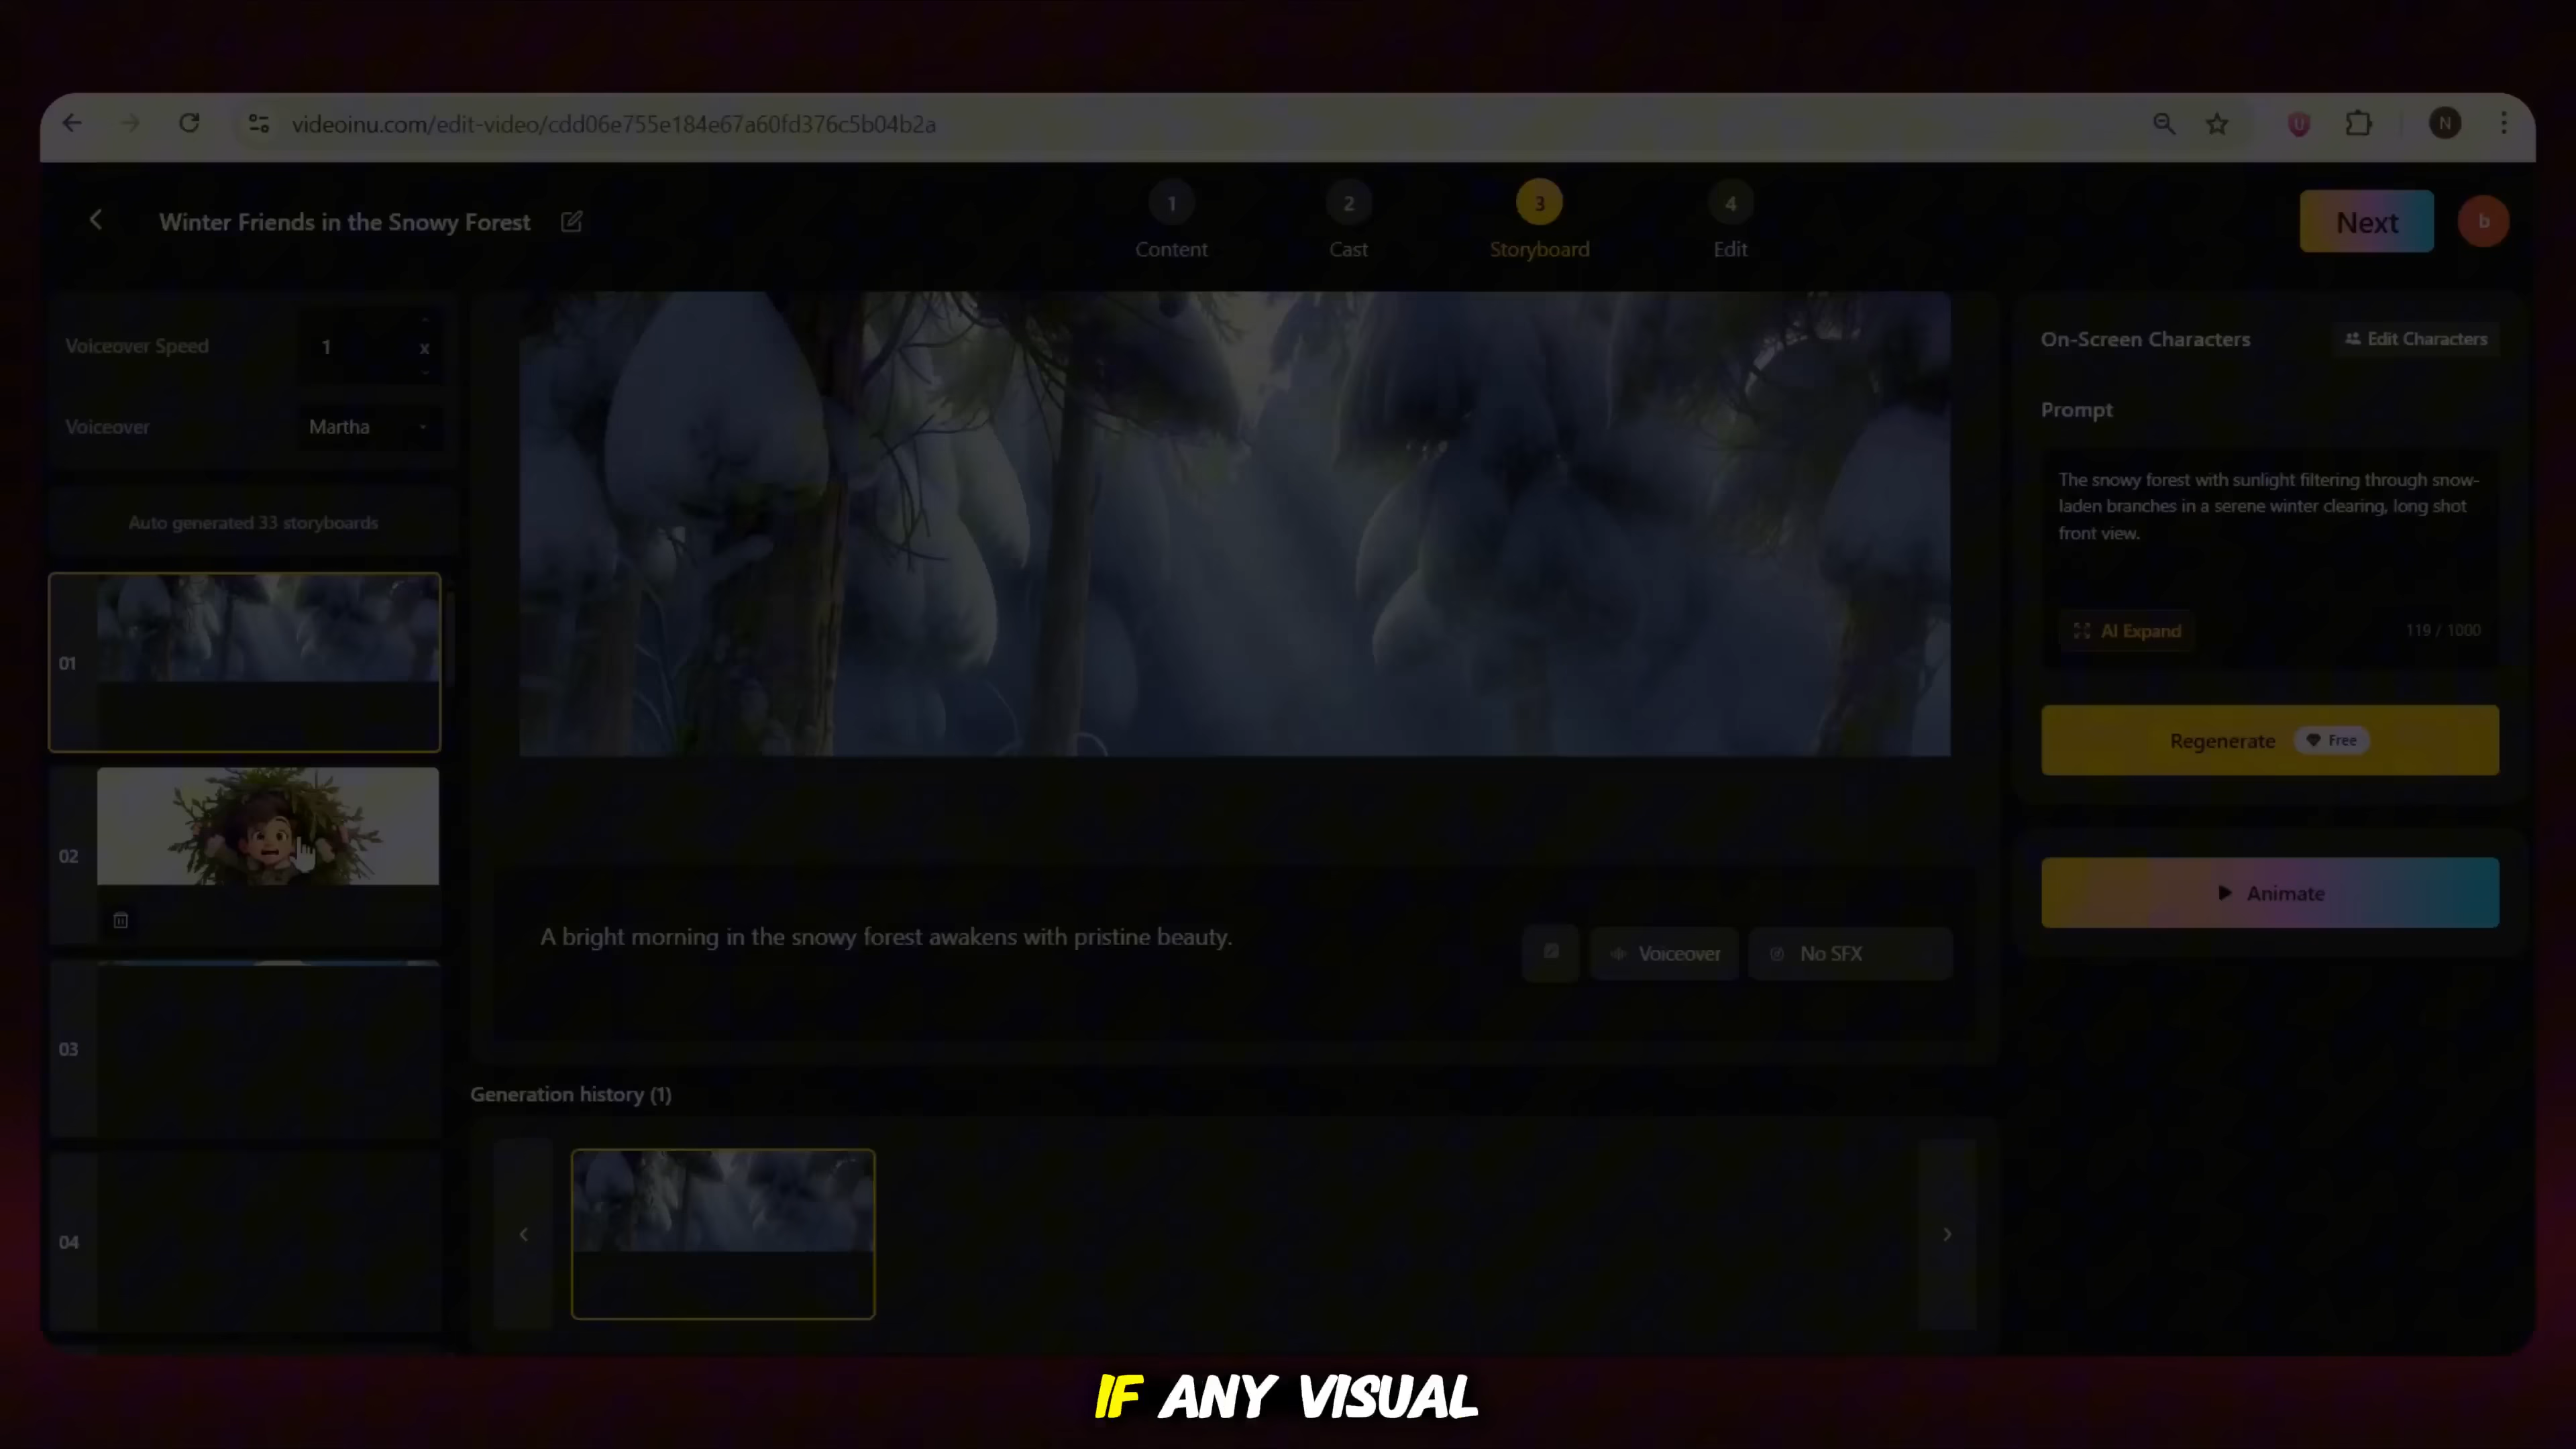 videoinu.com/edit-video/cdd06e755e184e67a60fd376c5b04b2a
U
N
Winter Friends in the Snowy Forest
1
Content
2
Cast
3
Storyboard
4
Edit
Next
b
Voiceover Speed
1
x
Voiceover
Martha
Auto generated 33 storyboards
01
02
03
04
On-Screen Characters
Edit Characters
Prompt
The snowy forest with sunlight filtering through snow-
laden branches in a serene winter clearing, long shot
front view.
AI Expand
119 / 1000
Regenerate
Free
Animate
A bright morning in the snowy forest awakens with pristine beauty.
Voiceover
No SFX
Generation history (1)
IF ANY VISUAL